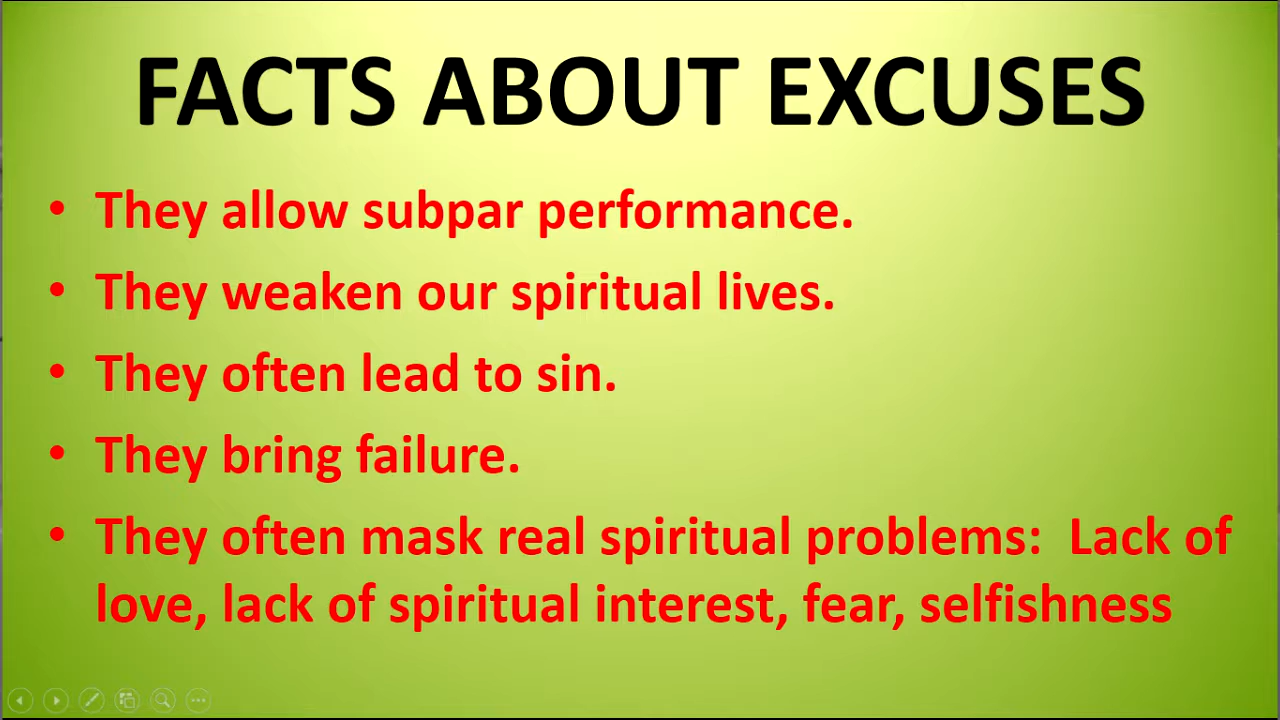 FACTS ABOUT EXCUSES
• They allow subpar performance.
• They weaken our spiritual lives.
• They often lead to sin.
• They bring failure.
• They often mask real spiritual problems:  Lack of
love, lack of spiritual interest, fear, selfishness